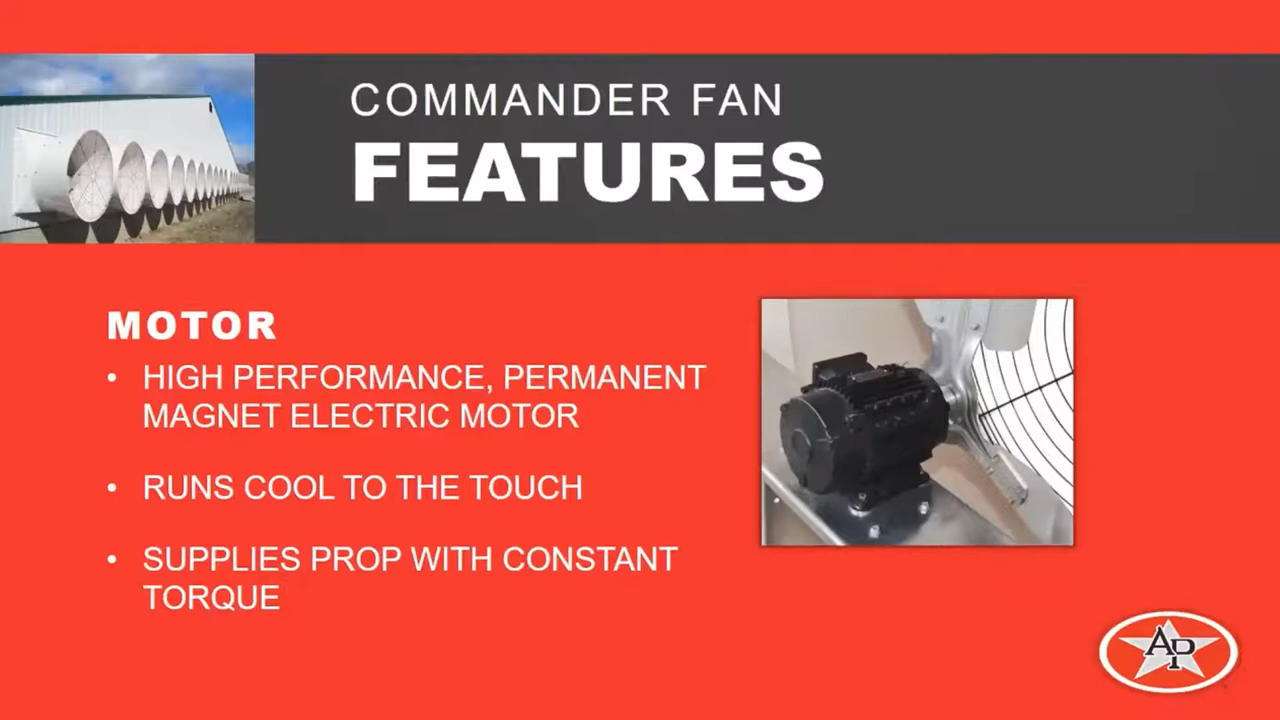 COMMANDER FAN
FEATURES
MOTOR
• HIGH PERFORMANCE, PERMANENT
MAGNET ELECTRIC MOTOR
• RUNS COOL TO THE TOUCH
• SUPPLIES PROP WITH CONSTANT
TORQUE
AP